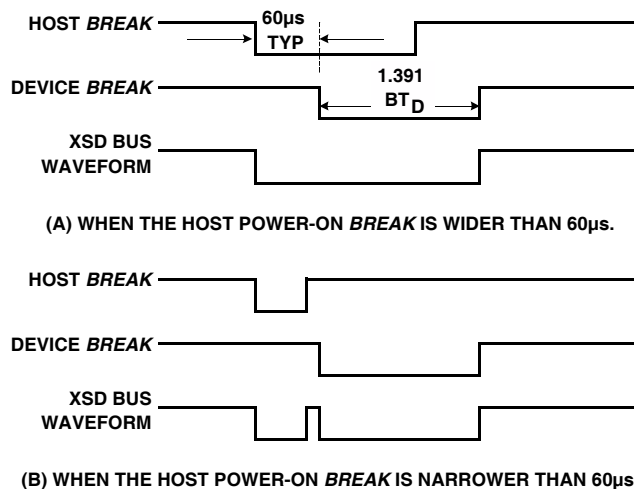 HOST BREAK
60µs
TYP
DEVICE BREAK
1.391
BTD
XSD BUS
WAVEFORM
(A) WHEN THE HOST POWER-ON BREAK IS WIDER THAN 60µs.
HOST BREAK
DEVICE BREAK
XSD BUS
WAVEFORM
(B) WHEN THE HOST POWER-ON BREAK IS NARROWER THAN 60µs